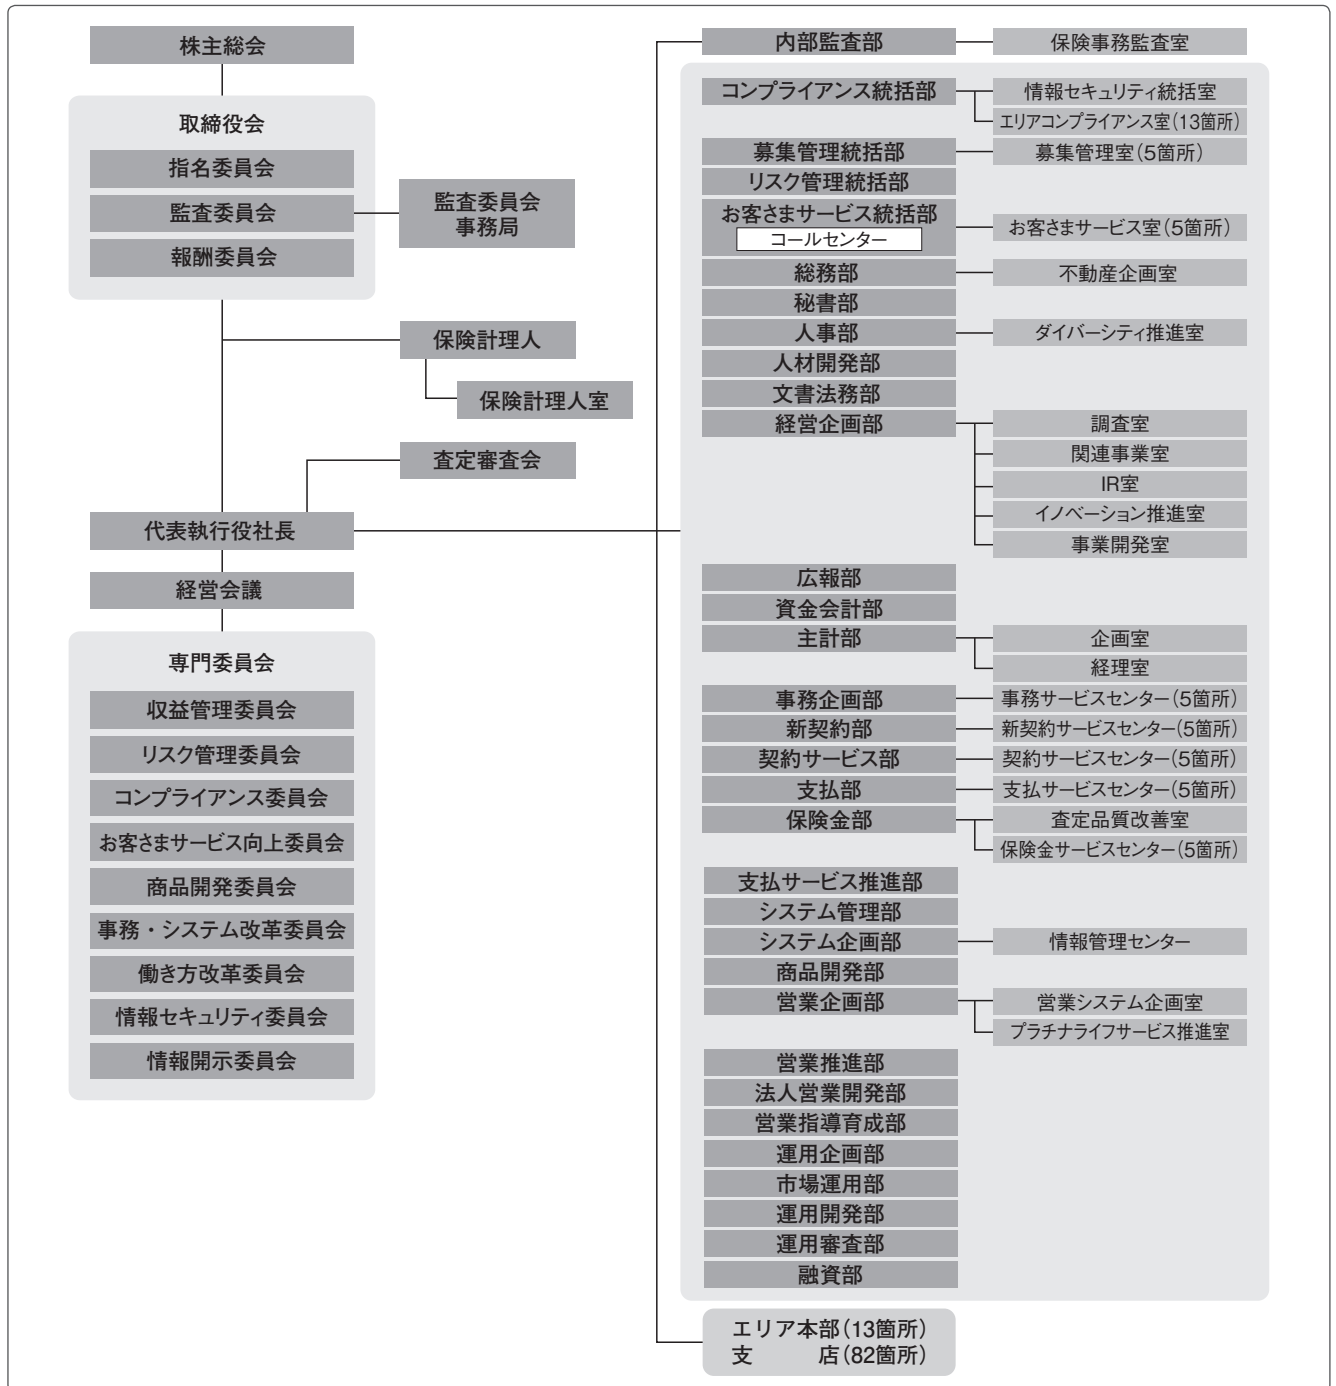 株主総会
取締役会
指名委員会
監査委員会
報酬委員会
監査委員会
事務局
保険計理人
保険計理人室
査定審査会
代表執行役社長
経営会議
専門委員会
収益管理委員会
リスク管理委員会
コンプライアンス委員会
お客さまサービス向上委員会
商品開発委員会
事務・システム改革委員会
働き方改革委員会
情報セキュリティ委員会
情報開示委員会
内部監査部
保険事務監査室
コンプライアンス統括部
情報セキュリティ統括室
エリアコンプライアンス室(13箇所)
募集管理統括部
募集管理室(5箇所)
リスク管理統括部
お客さまサービス統括部
コールセンター
お客さまサービス室(5箇所)
総務部
不動産企画室
秘書部
人事部
ダイバーシティ推進室
人材開発部
文書法務部
経営企画部
調査室
関連事業室
IR室
イノベーション推進室
事業開発室
広報部
資金会計部
主計部
企画室
経理室
事務企画部
事務サービスセンター(5箇所)
新契約部
新契約サービスセンター(5箇所)
契約サービス部
契約サービスセンター(5箇所)
支払部
支払サービスセンター(5箇所)
保険金部
査定品質改善室
保険金サービスセンター(5箇所)
支払サービス推進部
システム管理部
システム企画部
情報管理センター
商品開発部
営業企画部
営業システム企画室
プラチナライフサービス推進室
営業推進部
法人営業開発部
営業指導育成部
運用企画部
市場運用部
運用開発部
運用審査部
融資部
エリア本部(13箇所)
支　　店(82箇所)